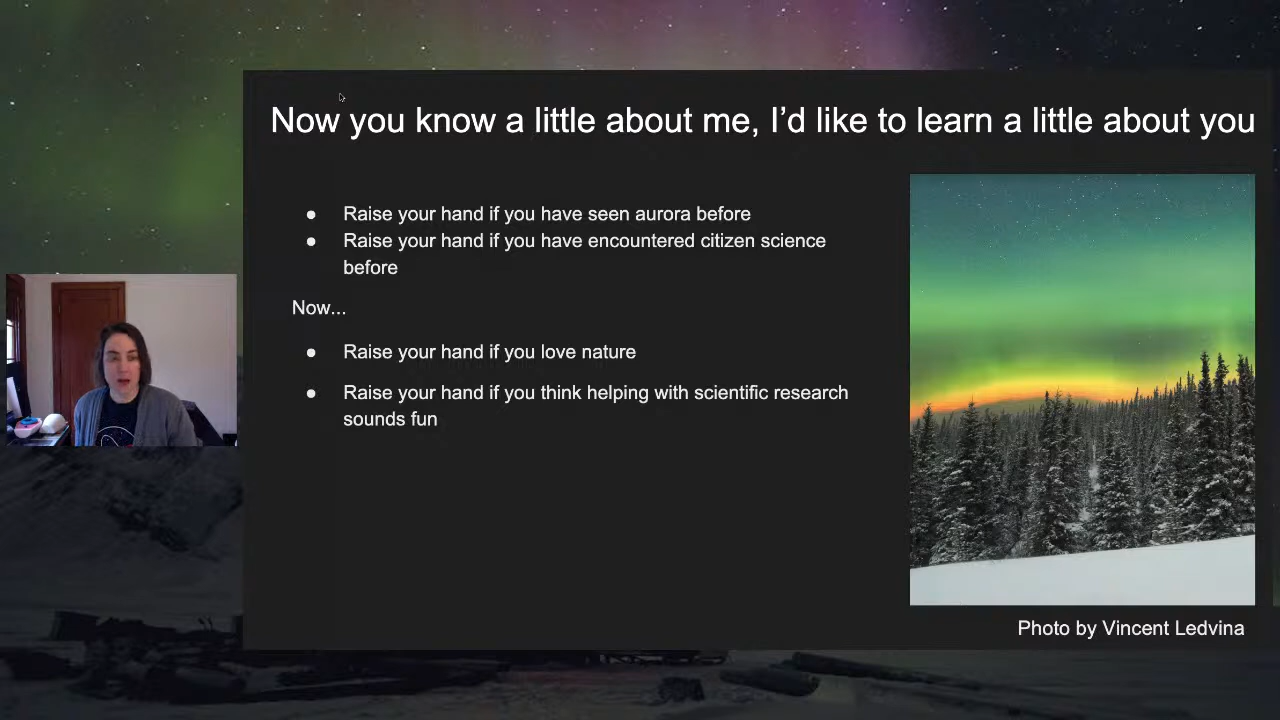 Now you know a little about me, I’d like to learn a little about you
● Raise your hand if you have seen aurora before
● Raise your hand if you have encountered citizen science
before
Now...
● Raise your hand if you love nature
● Raise your hand if you think helping with scientific research
sounds fun
Photo by Vincent Ledvina